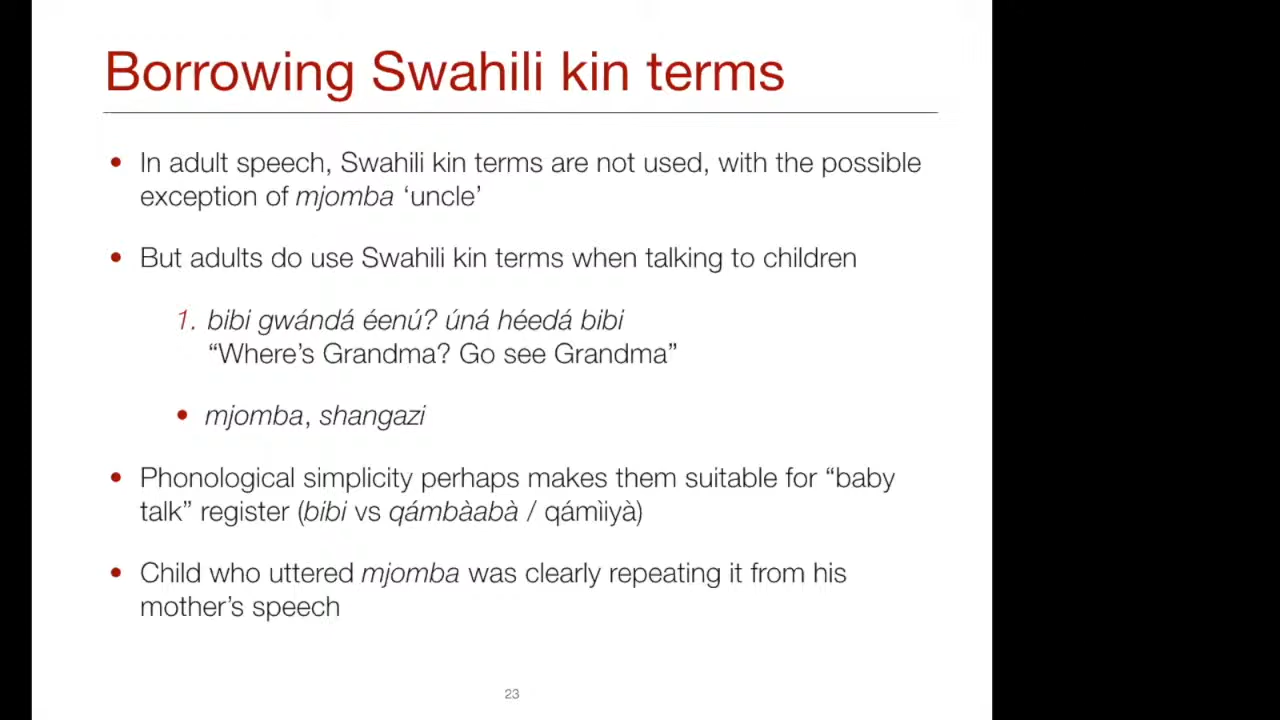 Borrowing Swahili kin terms
• In adult speech, Swahili kin terms are not used, with the possible
exception of mjomba ‘uncle’
• But adults do use Swahili kin terms when talking to children
1. bibi gwándá éenú? úná héedá bibi
“Where’s Grandma? Go see Grandma”
• mjomba, shangazi
• Phonological simplicity perhaps makes them suitable for “baby
talk” register (bibi vs qámbàabà / qámììyà)
• Child who uttered mjomba was clearly repeating it from his
mother’s speech
23